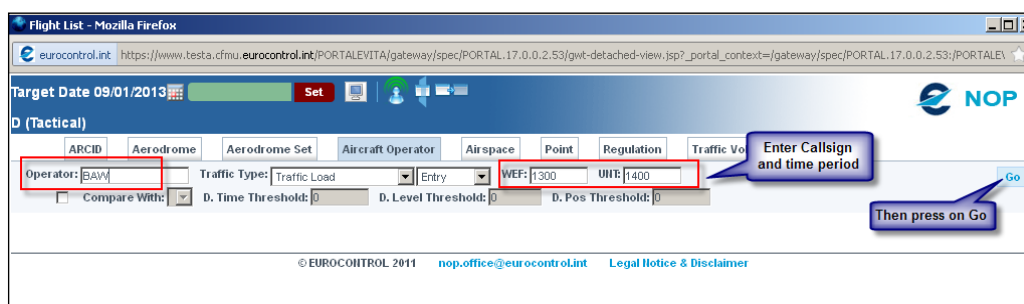 Flight List - Mozilla Firefox
eurocontrol.int https://www.testa.cfmu.eurocontrol.int/PORTALEVITA/gateway/spec/PORTAL.17.0.0.2.53/gwt-detached-view.jsp?_portal_context=/gateway/spec/PORTAL.17.0.0.2.53:/PORTALEV
Target Date 09/01/2013 Set
NOP
D (Tactical)
ARCID Aerodrome Aerodrome Set Aircraft Operator Airspace Point Regulation Traffic Vo
Enter Callsign
and time period
Operator: BAW Traffic Type: Traffic Load Entry WEF: 1300 UNT: 1400 Go
Compare With: D. Time Threshold: 0 D. Level Threshold: 0 D. Pos Threshold: 0
Then press on Go
© EUROCONTROL 2011 nop.office@eurocontrol.int Legal Notice & Disclaimer